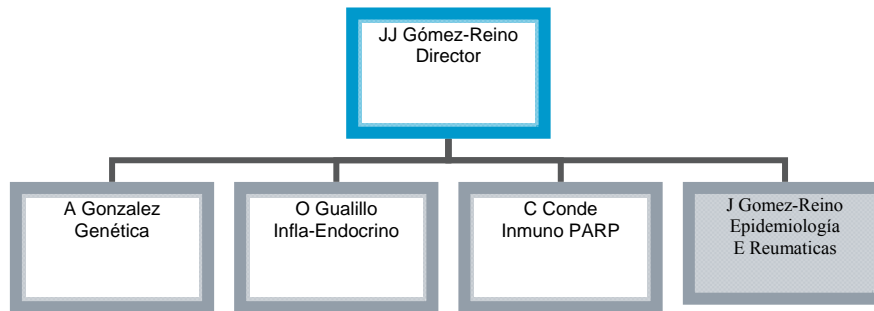 JJ Gómez-Reino
Director
A Gonzalez
Genética
O Gualillo
Infla-Endocrino
C Conde
Inmuno PARP
J Gomez-Reino
Epidemiología
E Reumaticas